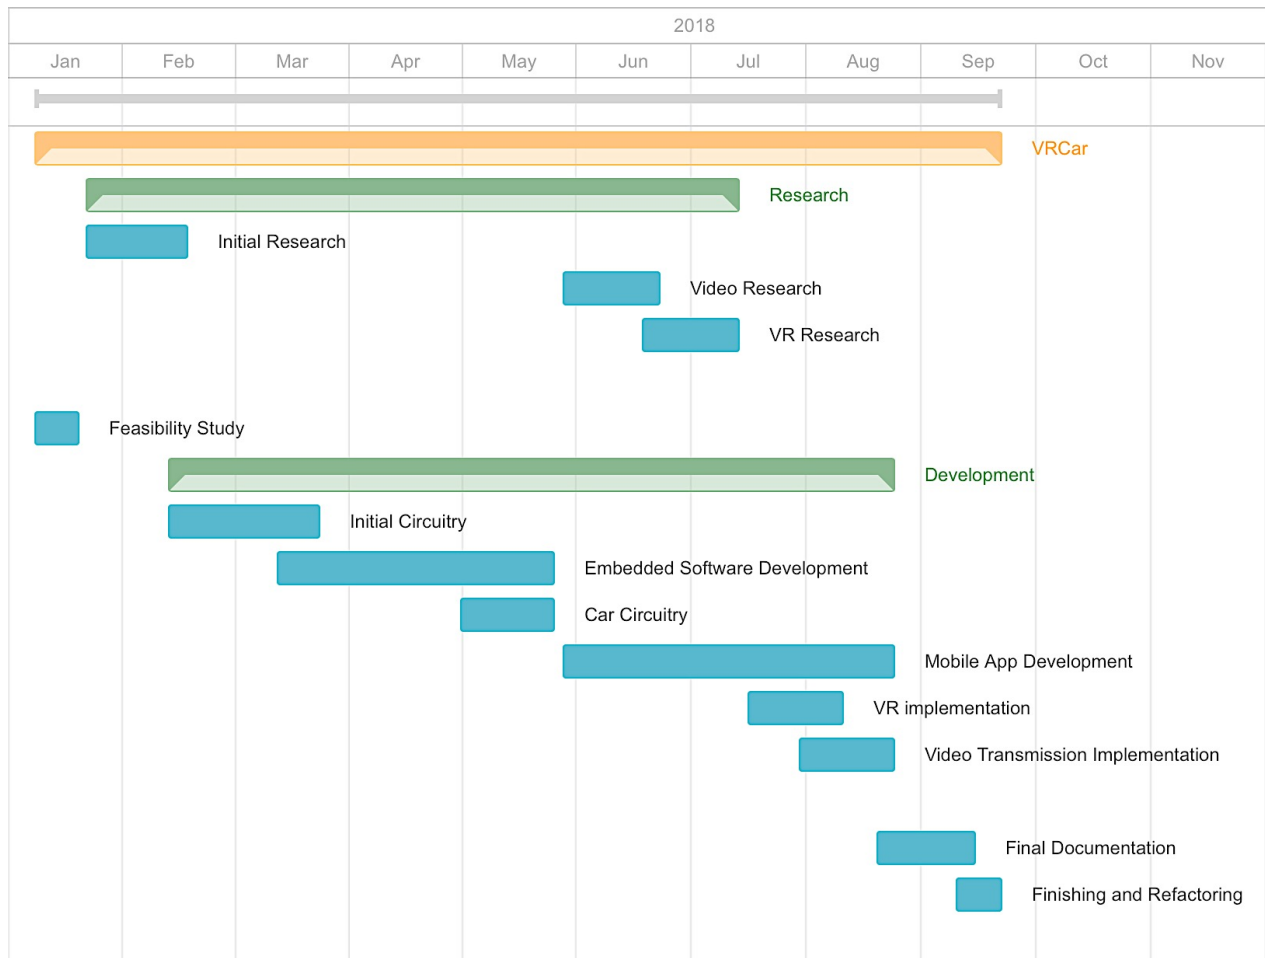 2018
Jan Feb Mar Apr May Jun Jul Aug Sep Oct Nov
VRCar
Research
Initial Research
Video Research
VR Research
Feasibility Study
Development
Initial Circuitry
Embedded Software Development
Car Circuitry
Mobile App Development
VR implementation
Video Transmission Implementation
Final Documentation
Finishing and Refactoring